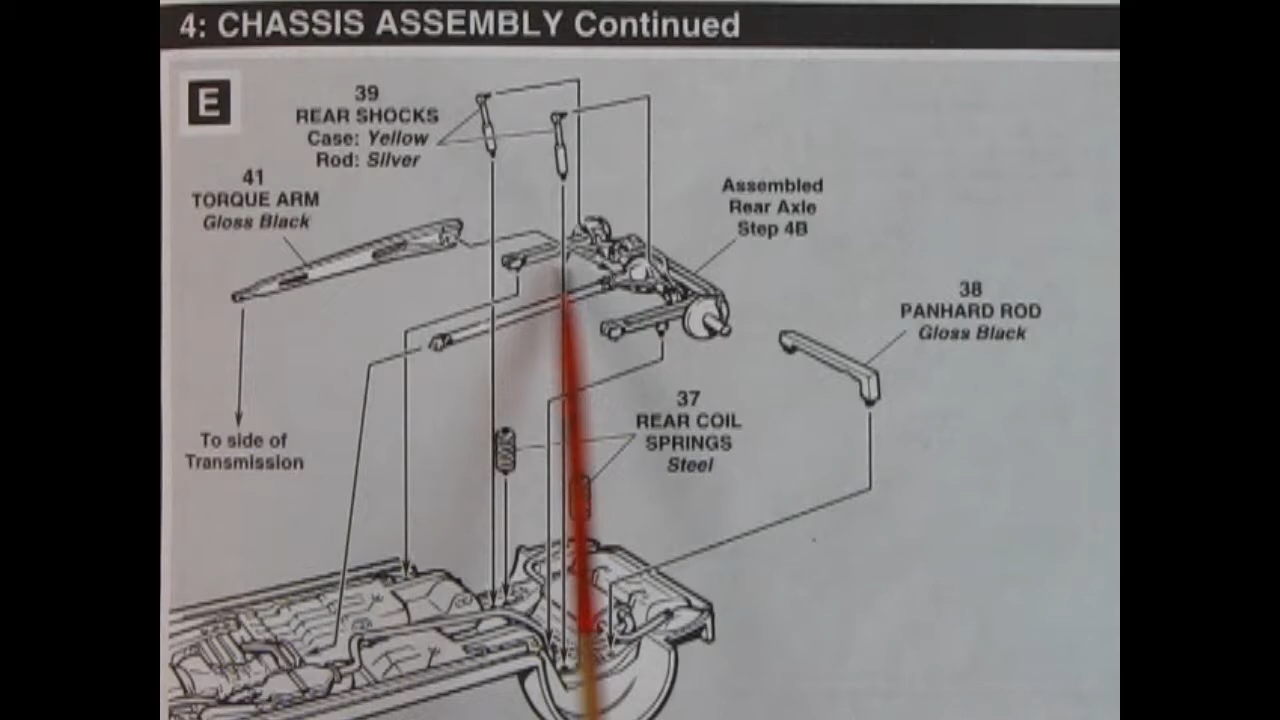 4: CHASSIS ASSEMBLY Continued
E
39
REAR SHOCKS
Case: Yellow
Rod: Silver
41
TORQUE ARM
Gloss Black
Assembled
Rear Axle
Step 4B
38
PANHARD ROD
Gloss Black
37
REAR COIL
SPRINGS
Steel
To side of
Transmission